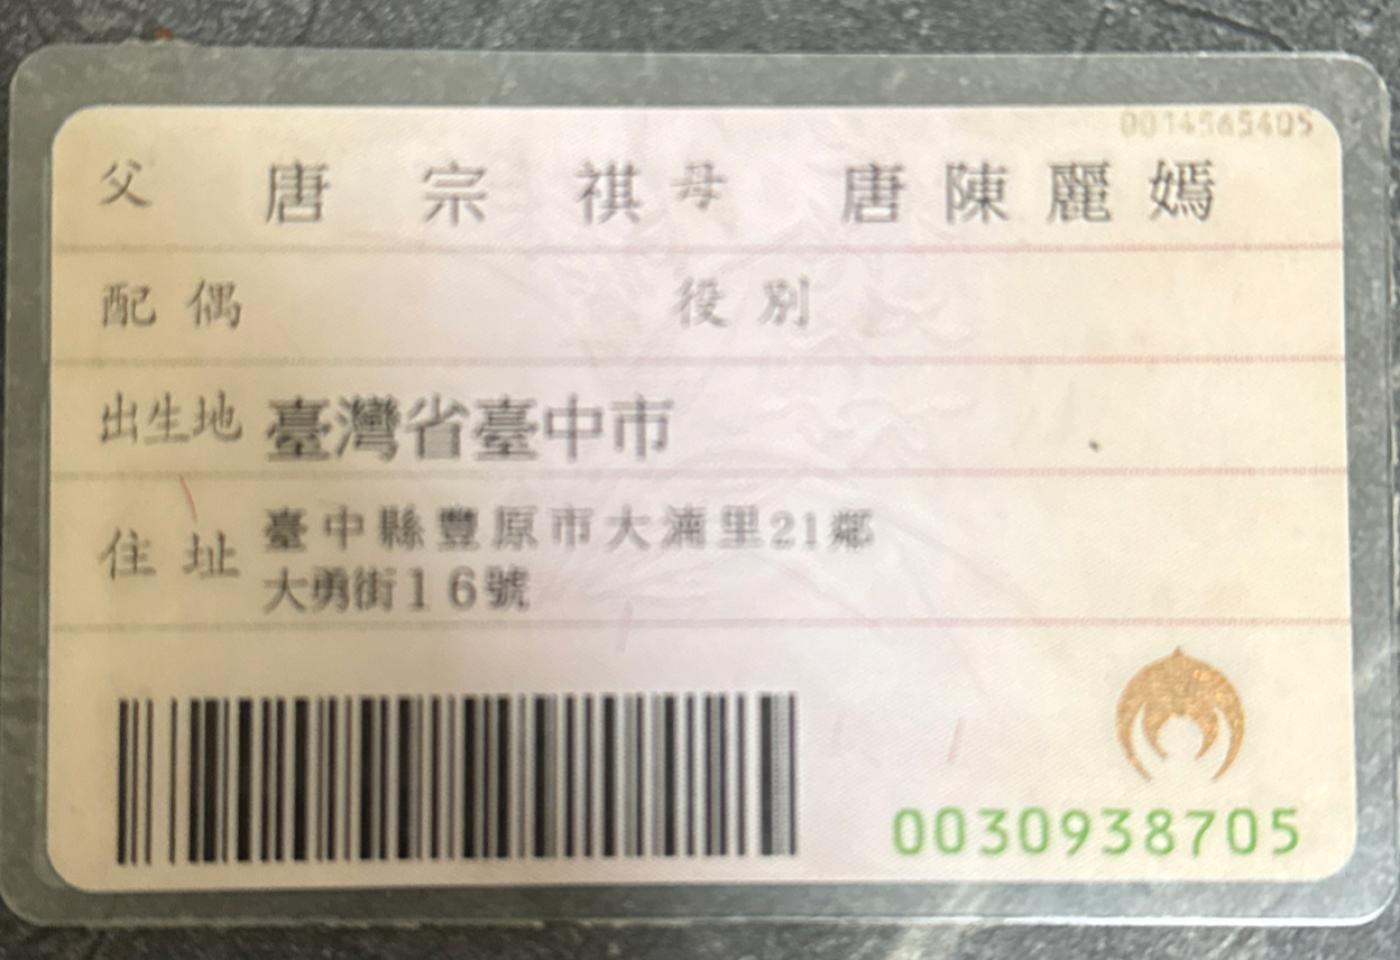 0014565405
父 唐宗祺 母 唐陳麗嫣
配偶 役別
出生地 臺灣省臺中市
住址 臺中縣豐原市大湳里21鄰
大勇街16號
0030938705